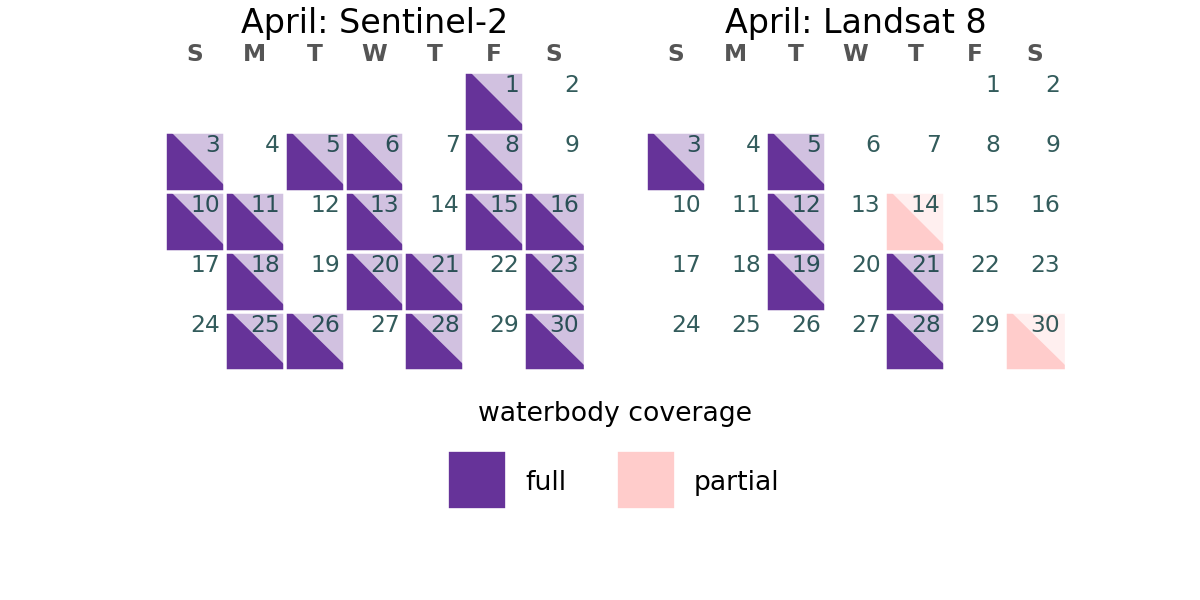 April: Sentinel-2
S M T W T F S
1 2
3 4 5 6 7 8 9
10 11 12 13 14 15 16
17 18 19 20 21 22 23
24 25 26 27 28 29 30
April: Landsat 8
S M T W T F S
1 2
3 4 5 6 7 8 9
10 11 12 13 14 15 16
17 18 19 20 21 22 23
24 25 26 27 28 29 30
waterbody coverage
full
partial